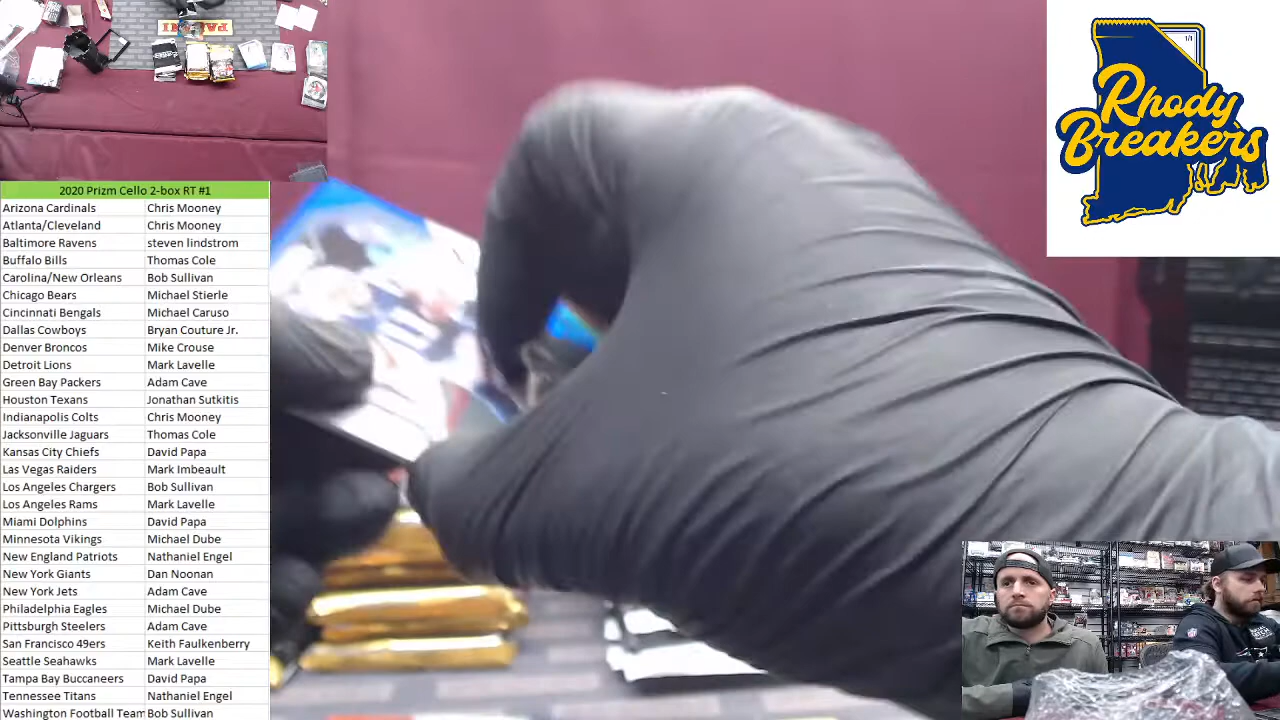 PANINI
1/1
Rhody
Breakers
2020 Prizm Cello 2-box RT #1
Arizona Cardinals Chris Mooney
Atlanta/Cleveland Chris Mooney
Baltimore Ravens steven lindstrom
Buffalo Bills Thomas Cole
Carolina/New Orleans Bob Sullivan
Chicago Bears Michael Stierle
Cincinnati Bengals Michael Caruso
Dallas Cowboys Bryan Couture Jr.
Denver Broncos Mike Crouse
Detroit Lions Mark Lavelle
Green Bay Packers Adam Cave
Houston Texans Jonathan Sutkitis
Indianapolis Colts Chris Mooney
Jacksonville Jaguars Thomas Cole
Kansas City Chiefs David Papa
Las Vegas Raiders Mark Imbeault
Los Angeles Chargers Bob Sullivan
Los Angeles Rams Mark Lavelle
Miami Dolphins David Papa
Minnesota Vikings Michael Dube
New England Patriots Nathaniel Engel
New York Giants Dan Noonan
New York Jets Adam Cave
Philadelphia Eagles Michael Dube
Pittsburgh Steelers Adam Cave
San Francisco 49ers Keith Faulkenberry
Seattle Seahawks Mark Lavelle
Tampa Bay Buccaneers David Papa
Tennessee Titans Nathaniel Engel
Washington Football Team Bob Sullivan